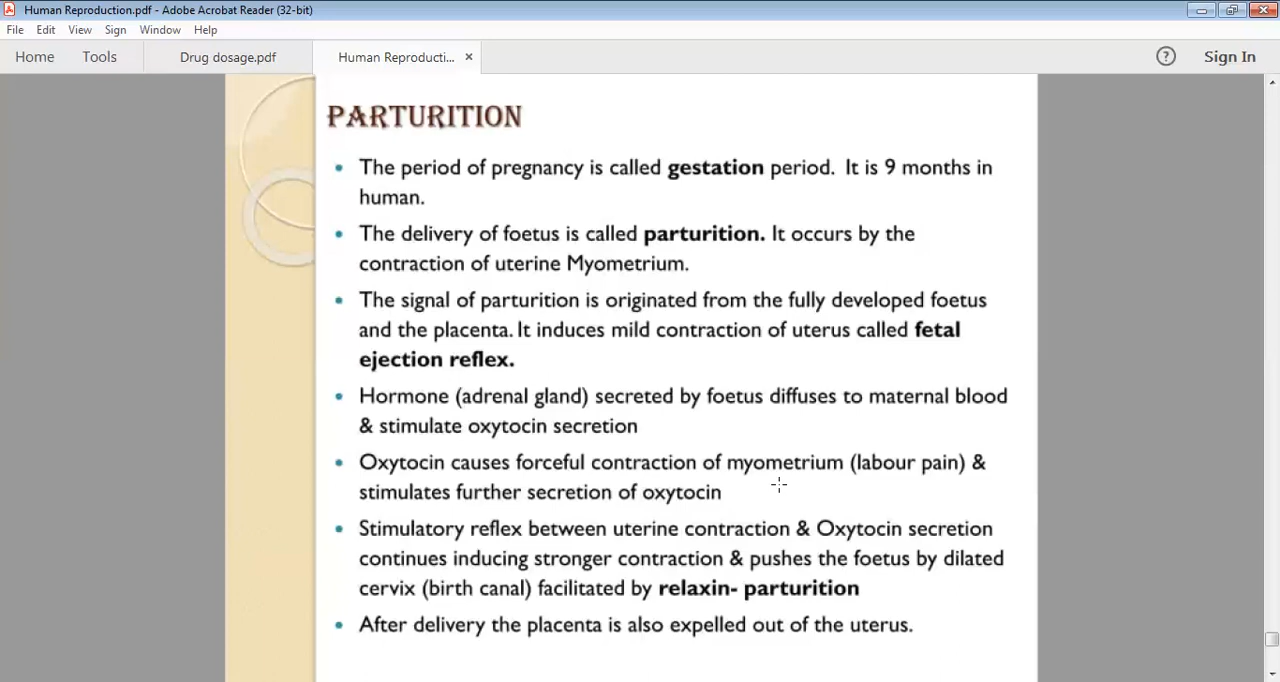 Human Reproduction.pdf - Adobe Acrobat Reader (32-bit)
File Edit View Sign Window Help
Home Tools Drug dosage.pdf Human Reproducti... × ? Sign In
PARTURITION
• The period of pregnancy is called gestation period. It is 9 months in
human.
• The delivery of foetus is called parturition. It occurs by the
contraction of uterine Myometrium.
• The signal of parturition is originated from the fully developed foetus
and the placenta. It induces mild contraction of uterus called fetal
ejection reflex.
• Hormone (adrenal gland) secreted by foetus diffuses to maternal blood
& stimulate oxytocin secretion
• Oxytocin causes forceful contraction of myometrium (labour pain) &
stimulates further secretion of oxytocin
• Stimulatory reflex between uterine contraction & Oxytocin secretion
continues inducing stronger contraction & pushes the foetus by dilated
cervix (birth canal) facilitated by relaxin- parturition
• After delivery the placenta is also expelled out of the uterus.